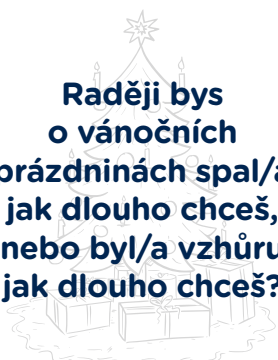 Raději bys
o vánočních
prázdninách spal/a
jak dlouho chceš,
nebo byl/a vzhůru
jak dlouho chceš?